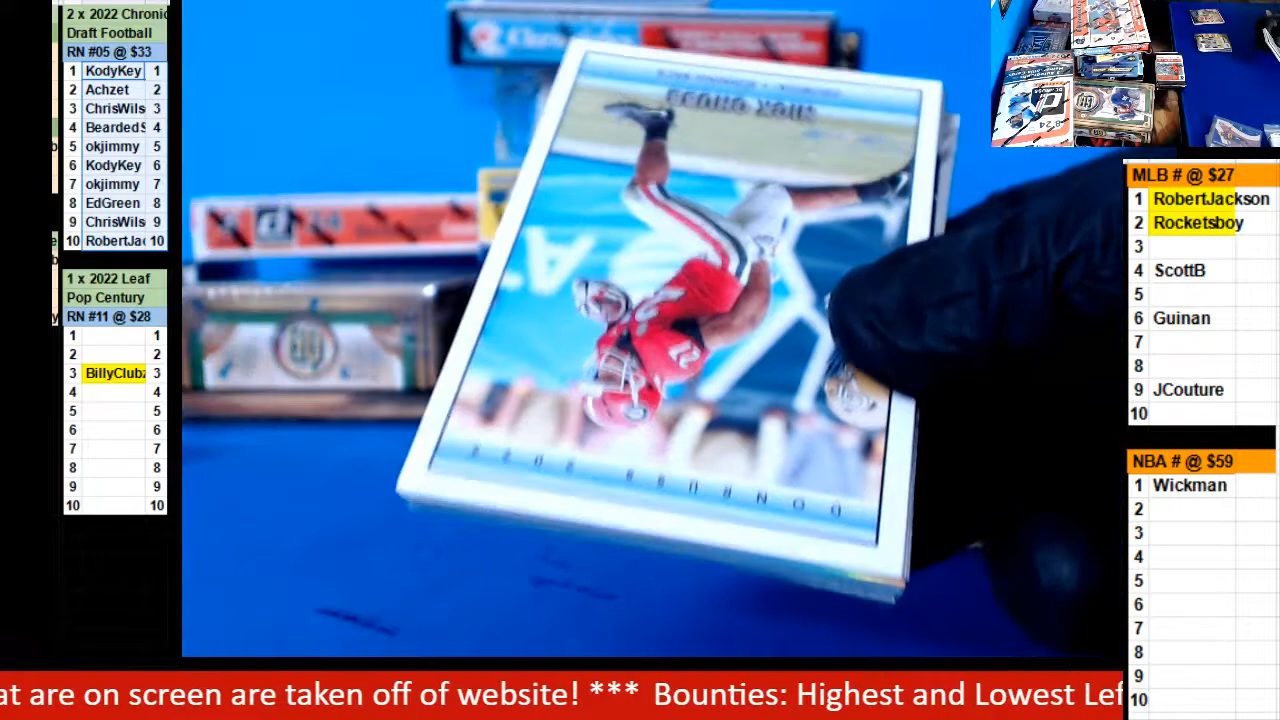 2 x 2022 Chronic
Draft Football
RN #05 @ $33
1 KodyKey 1
2 Achzet 2
3 ChrisWils 3
4 BeardedS 4
5 okjimmy 5
6 KodyKey 6
7 okjimmy 7
8 EdGreen 8
9 ChrisWils 9
10 RobertJac 10
1 x 2022 Leaf
Pop Century
RN #11 @ $28
1 1
2 2
3 BillyClubz 3
4 4
5 5
6 6
7 7
8 8
9 9
10 10
DONRUSS 2022
MLB # @ $27
1 RobertJackson
2 Rocketsboy
3
4 ScottB
5
6 Guinan
7
8
9 JCouture
10
NBA # @ $59
1 Wickman
2
3
4
5
6
7
8
9
10
at are on screen are taken off of website! *** Bounties: Highest and Lowest Lef